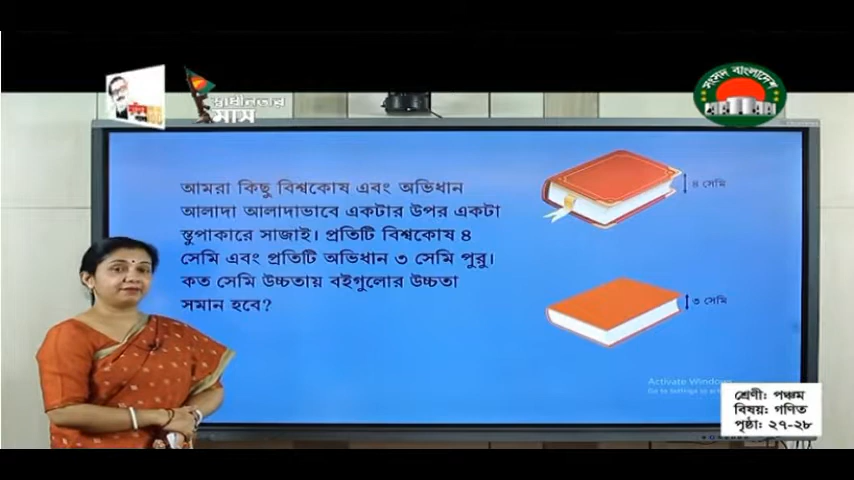 স্বাধীনতার
মাস
সংসদ বাংলাদেশ
আমরা কিছু বিশ্বকোষ এবং অভিধান
আলাদা আলাদাভাবে একটার উপর একটা
স্তুপাকারে সাজাই। প্রতিটি বিশ্বকোষ ৪
সেমি এবং প্রতিটি অভিধান ৩ সেমি পুরু।
কত সেমি উচ্চতায় বইগুলোর উচ্চতা
সমান হবে?
৪ সেমি
৩ সেমি
Activate Windows
শ্রেণী: পঞ্চম
বিষয়: গণিত
পৃষ্ঠা: ২৭-২৮